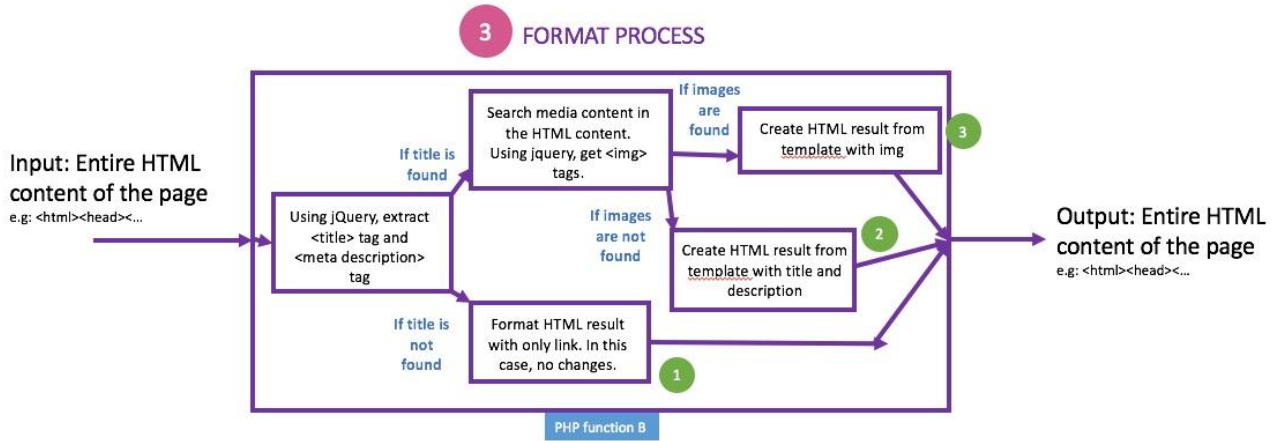 3
FORMAT PROCESS
Input: Entire HTML
content of the page
e.g: <html><head><...
Using jQuery, extract
<title> tag and
<meta description>
tag
If title is
found
Search media content in
the HTML content.
Using jquery, get <img>
tags.
If images
are
found
Create HTML result from
template with img
3
If images
are not
found
Create HTML result from
template with title and
description
2
If title is
not
found
Format HTML result
with only link. In this
case, no changes.
1
Output: Entire HTML
content of the page
e.g: <html><head><...
PHP function B